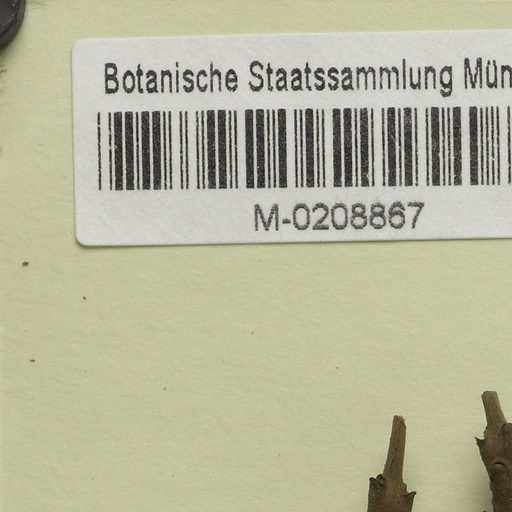 Botanische Staatssammlung Mün
M-0208867